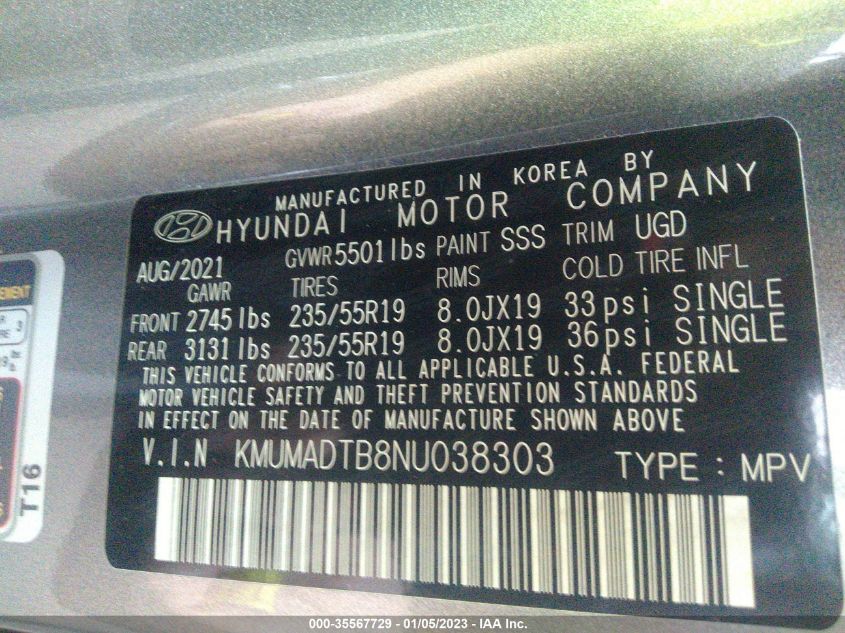 MANUFACTURED IN KOREA BY
HYUNDAI MOTOR COMPANY
AUG/2021 GVWR 5501 lbs PAINT SSS TRIM UGD
GAWR TIRES RIMS COLD TIRE INFL
FRONT 2745 lbs 235/55R19 8.0JX19 33 psi SINGLE
REAR 3131 lbs 235/55R19 8.0JX19 36 psi SINGLE
THIS VEHICLE CONFORMS TO ALL APPLICABLE U.S.A. FEDERAL
MOTOR VEHICLE SAFETY AND THEFT PREVENTION STANDARDS
IN EFFECT ON THE DATE OF MANUFACTURE SHOWN ABOVE
V.I.N KMUMADTB8NU038303 TYPE : MPV
T16
000-35567729 - 01/05/2023 - IAA Inc.